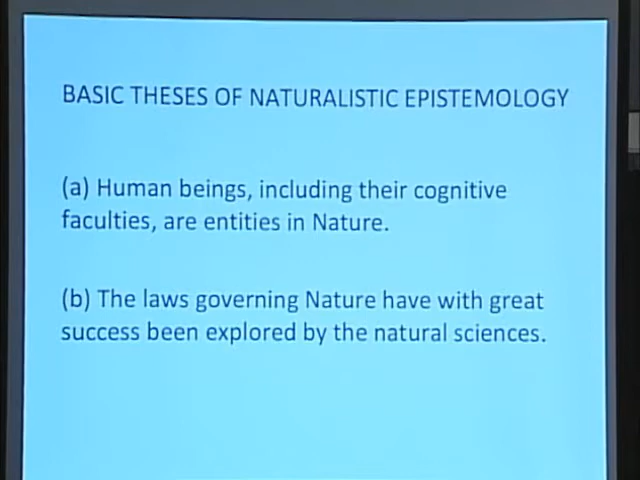 BASIC THESES OF NATURALISTIC EPISTEMOLOGY
(a) Human beings, including their cognitive
faculties, are entities in Nature.
(b) The laws governing Nature have with great
success been explored by the natural sciences.